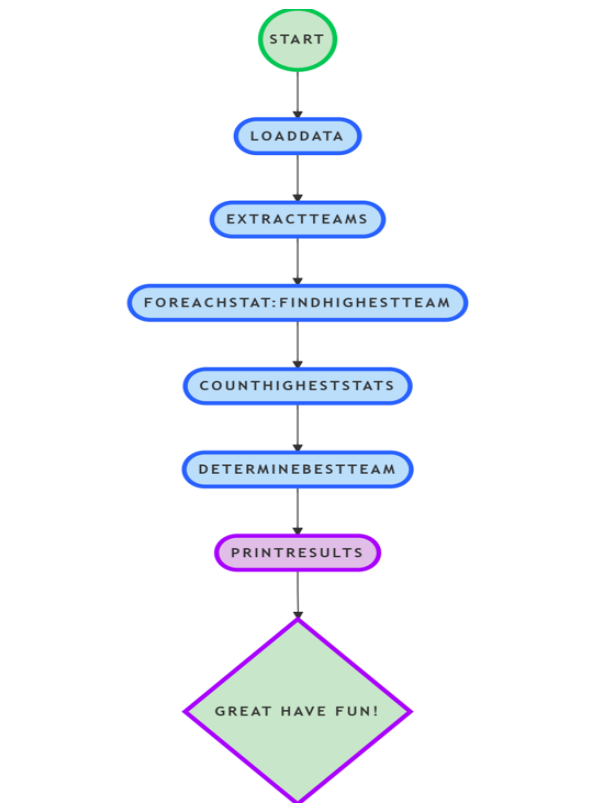 START
LOADDATA
EXTRACTTEAMS
FOREACHSTAT:FINDHIGHESTTEAM
COUNTHIGHESTSTATS
DETERMINEBESTTEAM
PRINTRESULTS
GREAT HAVE FUN!